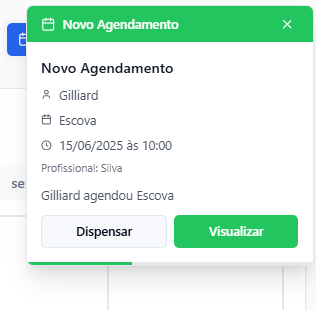 Novo Agendamento
Novo Agendamento
Gilliard
Escova
15/06/2025 às 10:00
Profissional: Silva
Gilliard agendou Escova
Dispensar
Visualizar